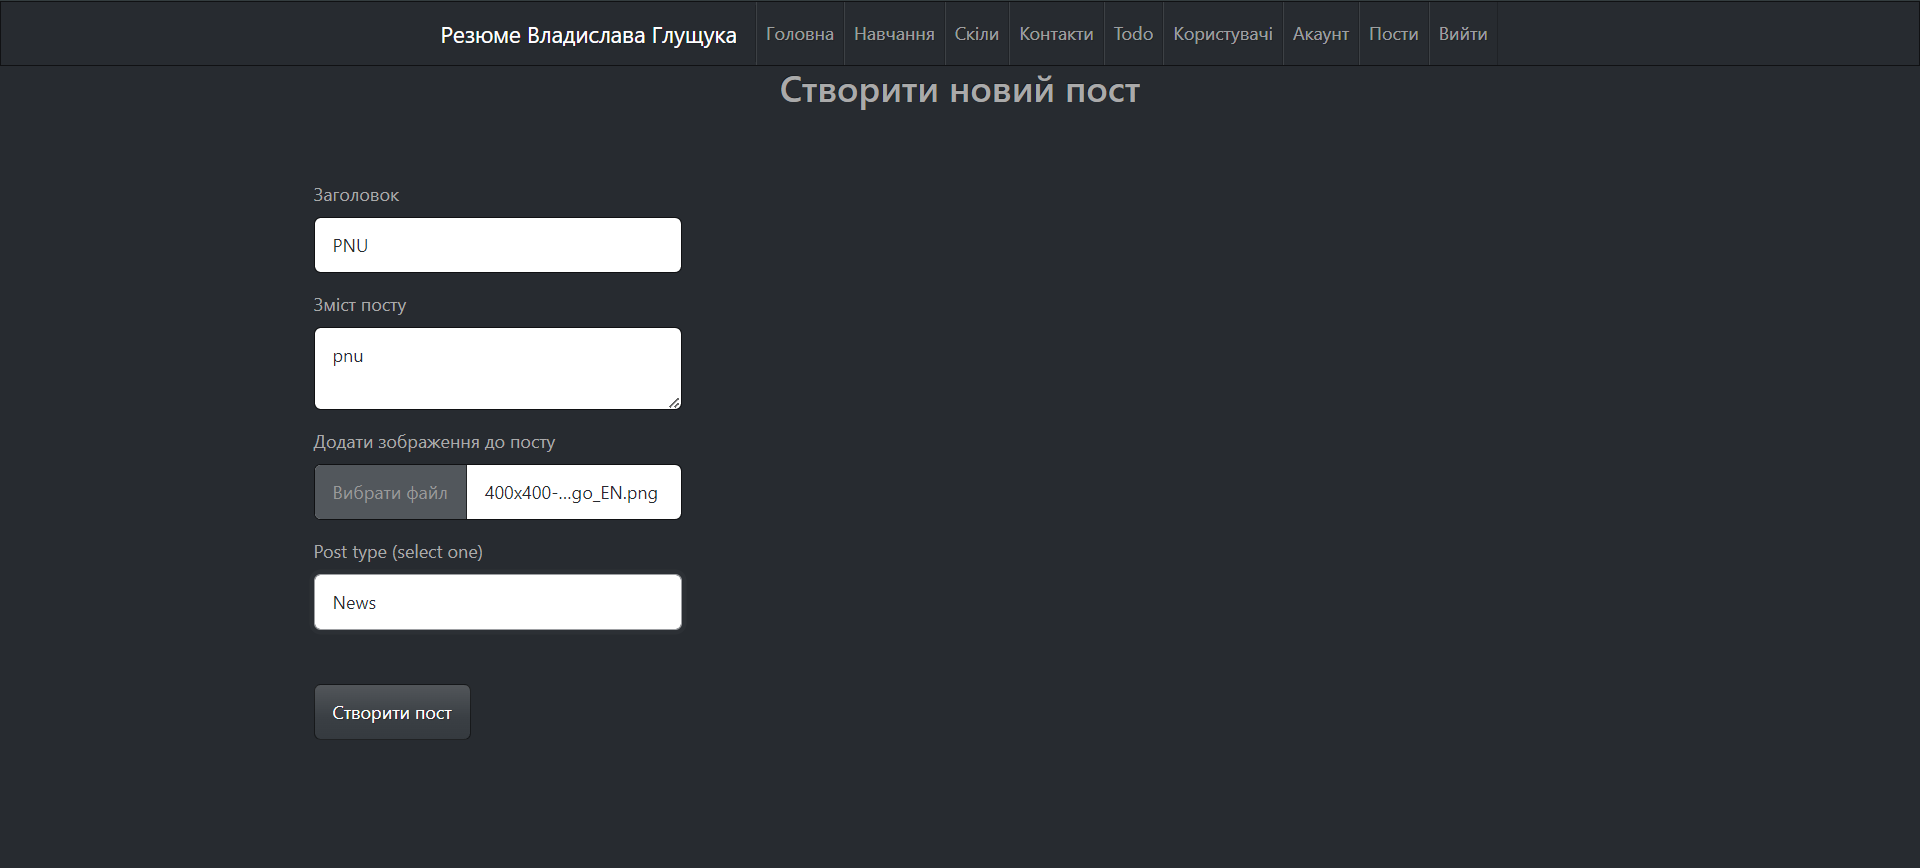 Резюме Владислава Глущука Головна Навчання Скіли Контакти Todo Користувачі Акаунт Пости Вийти
Створити новий пост
Заголовок
PNU
Зміст посту
pnu
Додати зображення до посту
Вибрати файл 400x400-...go_EN.png
Post type (select one)
News
Створити пост